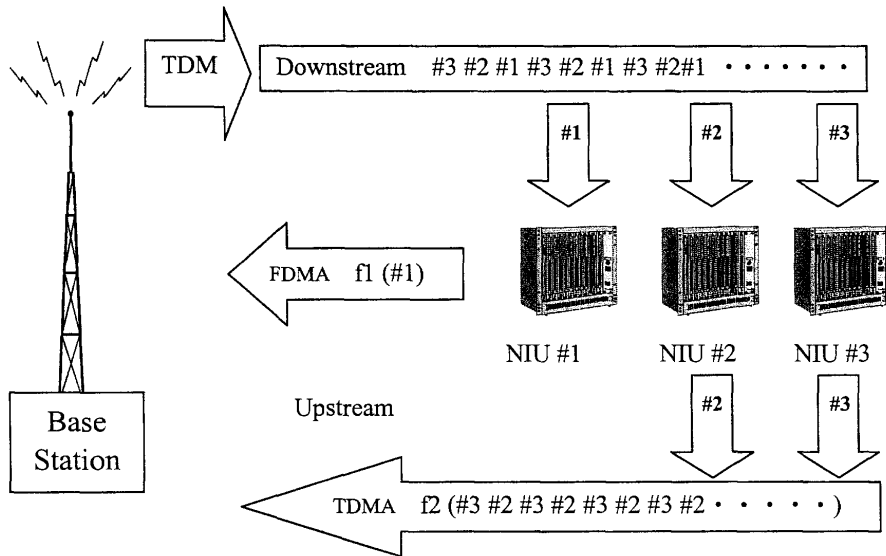 TDM
Downstream #3 #2 #1 #3 #2 #1 #3 #2#1 · · · · · · ·
#1
#2
#3
FDMA f1 (#1)
NIU #1
NIU #2
NIU #3
Upstream
#2
#3
Base
Station
TDMA f2 (#3 #2 #3 #2 #3 #2 #3 #2 · · · · · · )